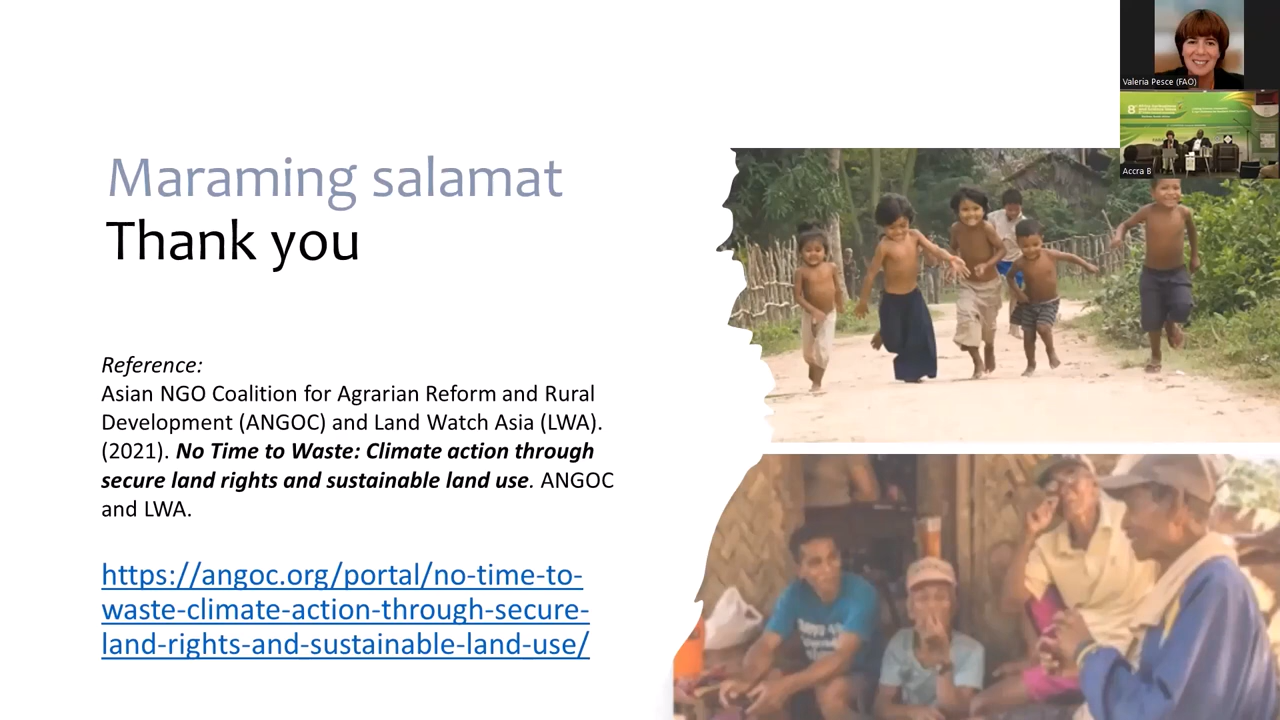 Maraming salamat
Thank you
Reference:
Asian NGO Coalition for Agrarian Reform and Rural
Development (ANGOC) and Land Watch Asia (LWA).
(2021). No Time to Waste: Climate action through
secure land rights and sustainable land use. ANGOC
and LWA.
https://angoc.org/portal/no-time-to-
waste-climate-action-through-secure-
land-rights-and-sustainable-land-use/
Valeria Pesce (FAO)
Accra B